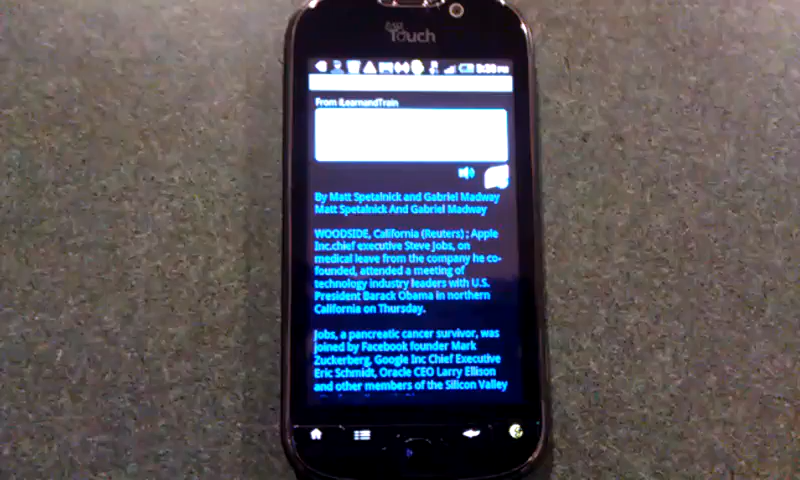 Touch
From iLearnandTrain
By Matt Spetalnick and Gabriel Madway
Matt Spetalnick And Gabriel Madway
WOODSIDE, California (Reuters) ; Apple
Inc.chief executive Steve Jobs, on
medical leave from the company he co-
founded, attended a meeting of
technology industry leaders with U.S.
President Barack Obama in northern
California on Thursday.
Jobs, a pancreatic cancer survivor, was
joined by Facebook founder Mark
Zuckerberg, Google Inc Chief Executive
Eric Schmidt, Oracle CEO Larry Ellison
and other members of the Silicon Valley